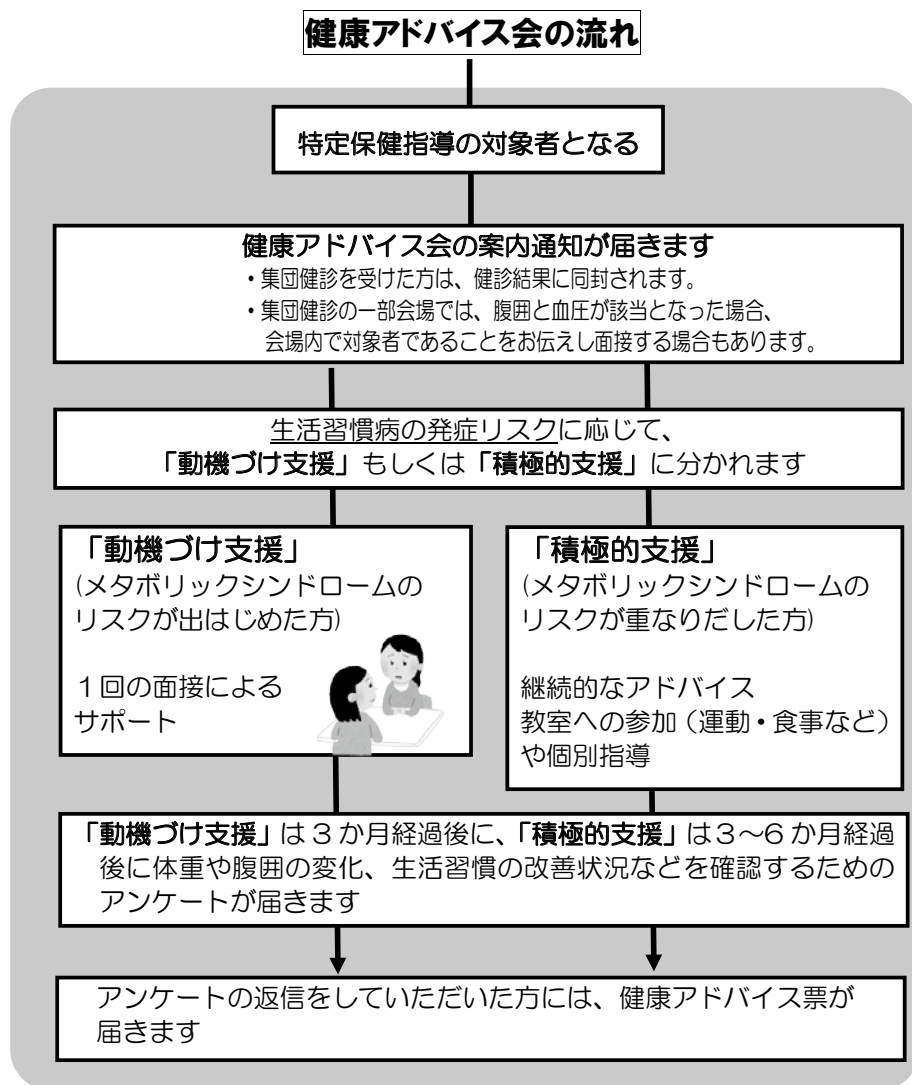 健康アドバイス会の流れ
特定保健指導の対象者となる
健康アドバイス会の案内通知が届きます
・集団健診を受けた方は、健診結果に同封されます。
・集団健診の一部会場では、腹囲と血圧が該当となった場合、
会場内で対象者であることをお伝えし面接する場合もあります。
生活習慣病の発症リスクに応じて、
「動機づけ支援」もしくは「積極的支援」に分かれます
「動機づけ支援」
(メタボリックシンドロームの
リスクが出はじめた方)
1回の面接による
サポート
「積極的支援」
(メタボリックシンドロームの
リスクが重なりだした方)
継続的なアドバイス
教室への参加(運動・食事など)
や個別指導
「動機づけ支援」は3か月経過後に、「積極的支援」は3~6か月経過
後に体重や腹囲の変化、生活習慣の改善状況などを確認するための
アンケートが届きます
アンケートの返信をしていただいた方には、健康アドバイス票が
届きます